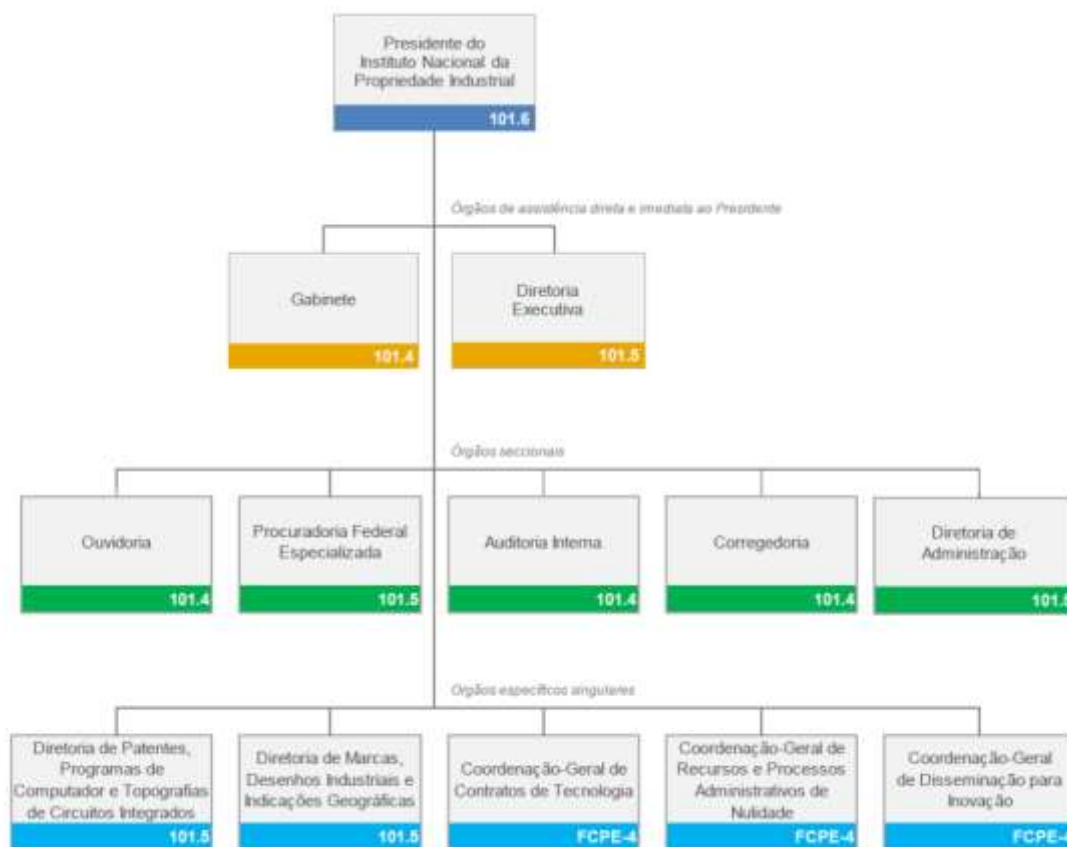 Presidente do
Instituto Nacional da
Propriedade Industrial
101.6
Órgãos de assistência direta e imediata ao Presidente
Gabinete
101.4
Diretoria
Executiva
101.5
Órgãos seccionais
Ouvidoria
101.4
Procuradoria Federal
Especializada
101.5
Auditoria Interna
101.4
Corregedoria
101.4
Diretoria de
Administração
101.5
Órgãos específicos singulares
Diretoria de Patentes,
Programas de
Computador e Topografias
de Circuitos Integrados
101.5
Diretoria de Marcas,
Desenhos Industriais e
Indicações Geográficas
101.5
Coordenação-Geral de
Contratos de Tecnologia
FCPE-4
Coordenação-Geral de
Recursos e Processos
Administrativos de
Nulidade
FCPE-4
Coordenação-Geral
de Disseminação para
Inovação
FCPE-4